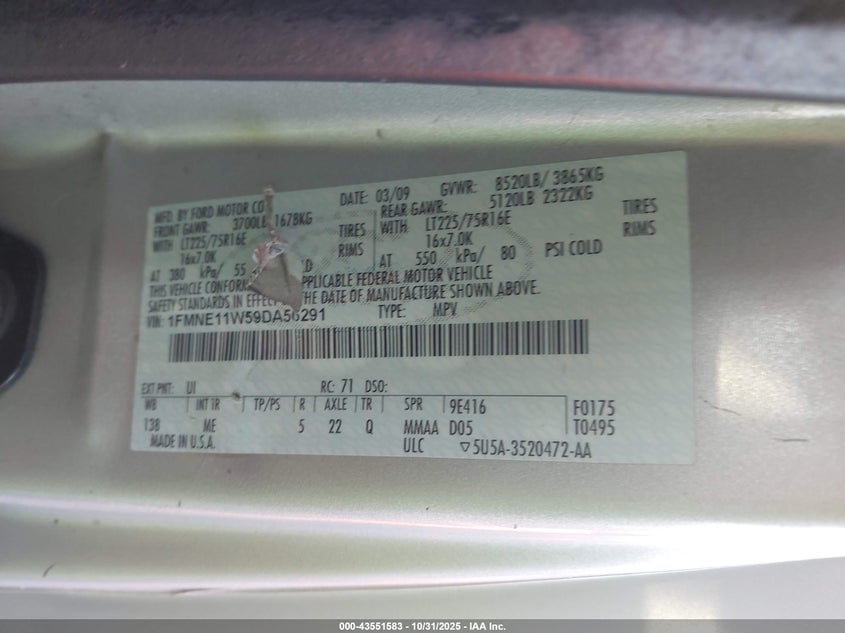 MFD. BY FORD MOTOR CO DATE: 03/09 GVWR: 8520LB/ 3865KG
FRONT GAWR: 3700LB 1678KG REAR GAWR: 5120LB 2322KG
WITH LT225/75R16E TIRES WITH LT225/75R16E TIRES
16x7.0K RIMS 16x7.0K RIMS
AT 380 kPa/ 55 D AT 550 kPa/ 80 PSI COLD
THIS VEHICLE CONFORM PPLICABLE FEDERAL MOTOR VEHICLE
SAFETY STANDARDS IN EFFECT THE DATE OF MANUFACTURE SHOWN ABOVE.
VIN: 1FMNE11W59DA56291 TYPE: MPV
EXT PNT: UI RC: 71 DSO:
WB INT TR TP/PS R AXLE TR SPR 9E416 F0175
138 ME 5 22 Q MMAA D05 T0495
MADE IN U.S.A. ULC ▽5U5A-3520472-AA
000-43551583 - 10/31/2025 - IAA Inc.